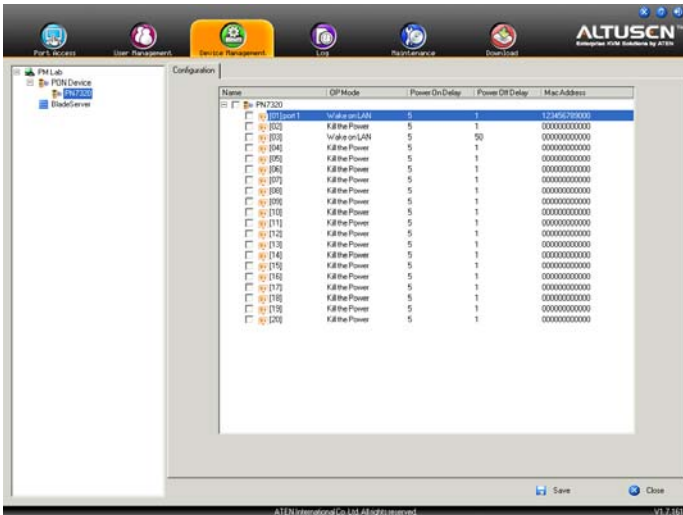 Port Access User Management Device Management Log Maintenance Download
ALTUSEN
Enterprise KVM Solutions by ATEN
PM Lab
PON Device
PN7320
BladeServer
Configuration
Name OP Mode Power On Delay Power Off Delay Mac Address
PN7320
[01] port 1 Wake on LAN 5 1 123456789000
[02] Kill the Power 5 1 000000000000
[03] Wake on LAN 5 50 000000000000
[04] Kill the Power 5 1 000000000000
[05] Kill the Power 5 1 000000000000
[06] Kill the Power 5 1 000000000000
[07] Kill the Power 5 1 000000000000
[08] Kill the Power 5 1 000000000000
[09] Kill the Power 5 1 000000000000
[10] Kill the Power 5 1 000000000000
[11] Kill the Power 5 1 000000000000
[12] Kill the Power 5 1 000000000000
[13] Kill the Power 5 1 000000000000
[14] Kill the Power 5 1 000000000000
[15] Kill the Power 5 1 000000000000
[16] Kill the Power 5 1 000000000000
[17] Kill the Power 5 1 000000000000
[18] Kill the Power 5 1 000000000000
[19] Kill the Power 5 1 000000000000
[20] Kill the Power 5 1 000000000000
Save Close
ATEN International Co. Ltd. All rights reserved. V1.7.161